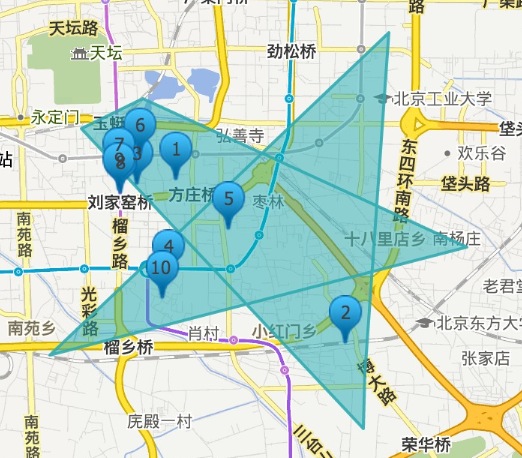 天坛路
劲松桥
天坛
北京工业大学
永定门
玉蜓
6
弘善寺
站
7
1
3
9
8
欢乐谷
垡头路
方庄桥
5
枣林
刘家窑桥
东四环南路
南苑路
榴乡路
十八里店乡
南杨庄
4
10
光彩路
老君堂
南苑乡
肖村
小红门乡
2
北京东方大
榴乡桥
张家店
博大路
庑殿一村
南苑路
三台
荣华桥